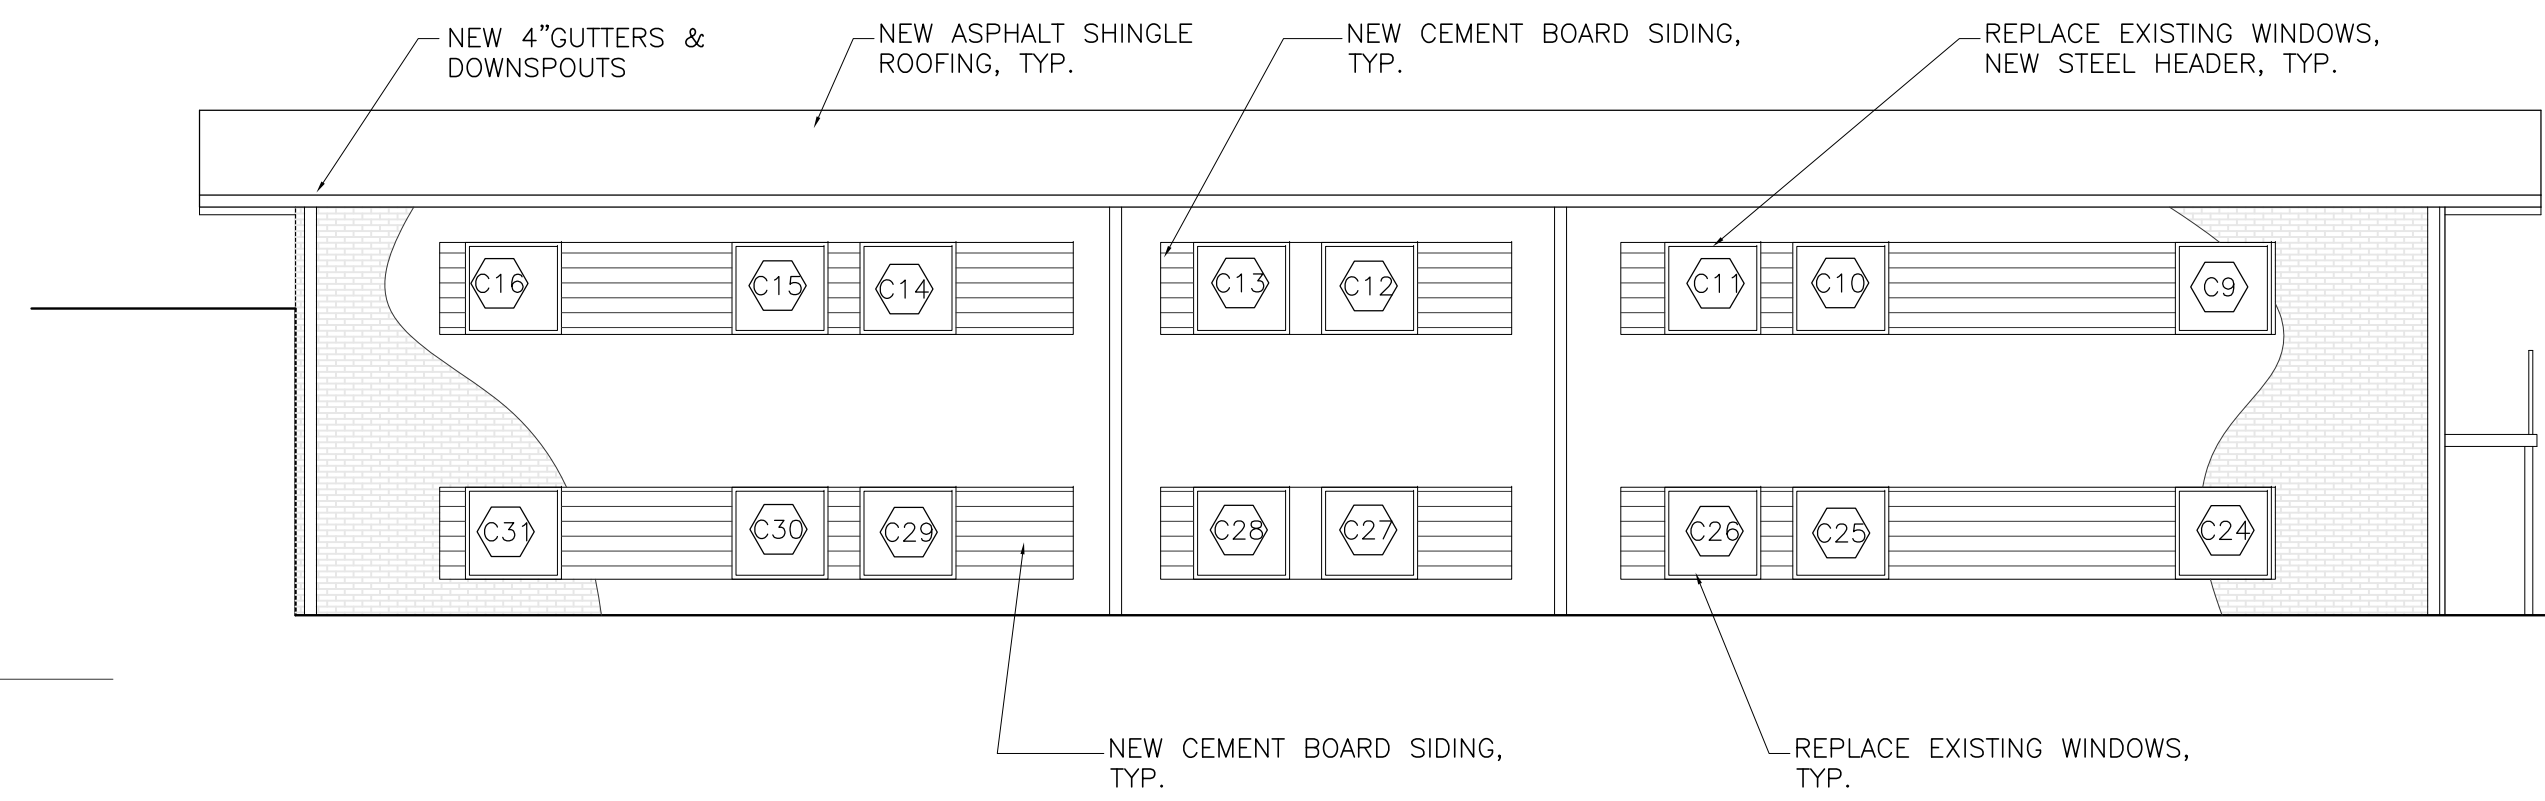 NEW 4”GUTTERS &
DOWNSPOUTS
NEW ASPHALT SHINGLE
ROOFING, TYP.
NEW CEMENT BOARD SIDING,
TYP.
REPLACE EXISTING WINDOWS,
NEW STEEL HEADER, TYP.
C16
C15
C14
C13
C12
C11
C10
C9
C31
C30
C29
C28
C27
C26
C25
C24
NEW CEMENT BOARD SIDING,
TYP.
REPLACE EXISTING WINDOWS,
TYP.